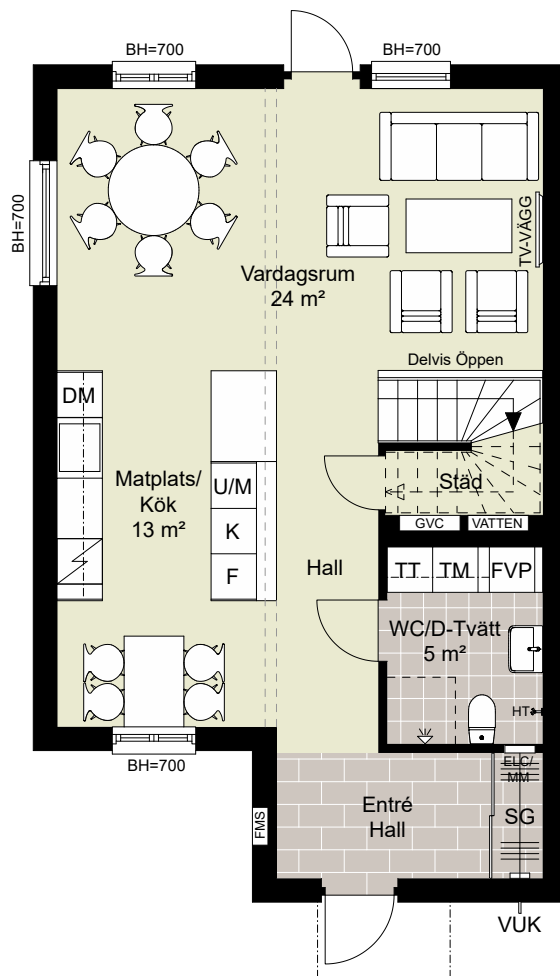 BH=700
BH=700
BH=700
TV-VÄGG
Vardagsrum
24 m²
Delvis Öppen
DM
Matplats/
Kök
13 m²
U/M
K
F
Städ
GVC
VATTEN
Hall
TT
TM
FVP
WC/D-Tvätt
5 m²
HT
BH=700
ELC/
MM
Entré
Hall
SG
FMS
VUK